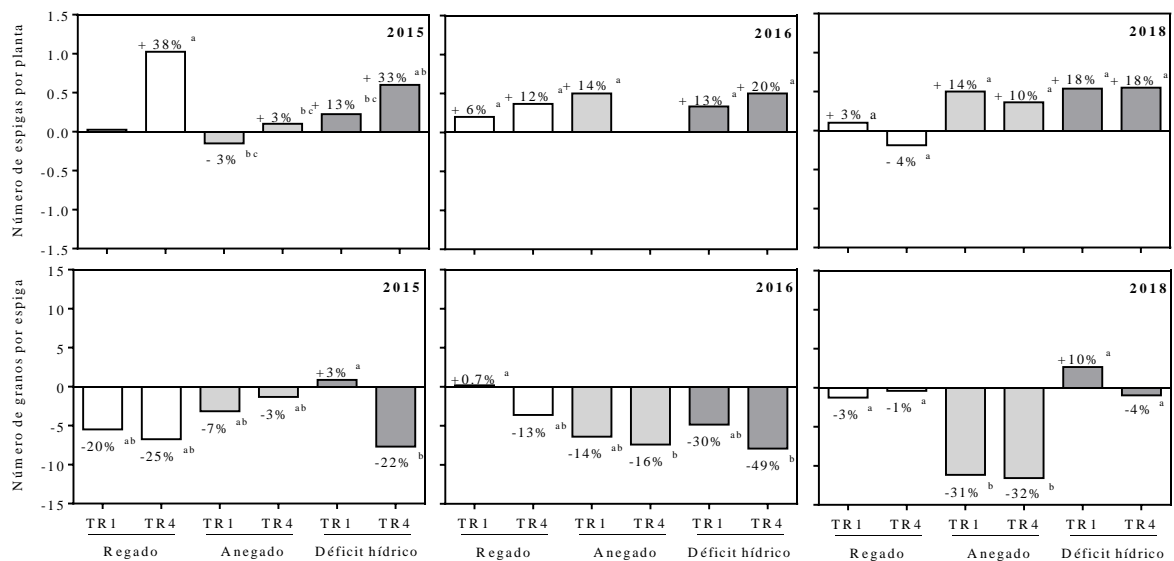 Número de espigas por planta
1.5
1.0
0.5
0.0
-0.5
-1.0
-1.5
2015
+ 38% a
- 3% bc
+ 3% bc
+ 13% bc
+ 33% ab
2016
+ 6% a
+ 12% a
+ 14% a
+ 13% a
+ 20% a
2018
+ 3% a
- 4% a
+ 14% a
+ 10% a
+ 18% a
+ 18% a
Número de granos por espiga
15
10
5
0
-5
-10
-15
2015
-20% ab
-25% ab
-7% ab
-3% ab
+3% a
-22% b
2016
+0.7% a
-13% ab
-14% ab
-16% b
-30% ab
-49% b
2018
-3% a
-1% a
-31% b
-32% b
+10% a
-4% a
TR1 TR4 TR1 TR4 TR1 TR4
Regado Anegado Déficit hídrico
TR1 TR4 TR1 TR4 TR1 TR4
Regado Anegado Déficit hídrico
TR1 TR4 TR1 TR4 TR1 TR4
Regado Anegado Déficit hídrico